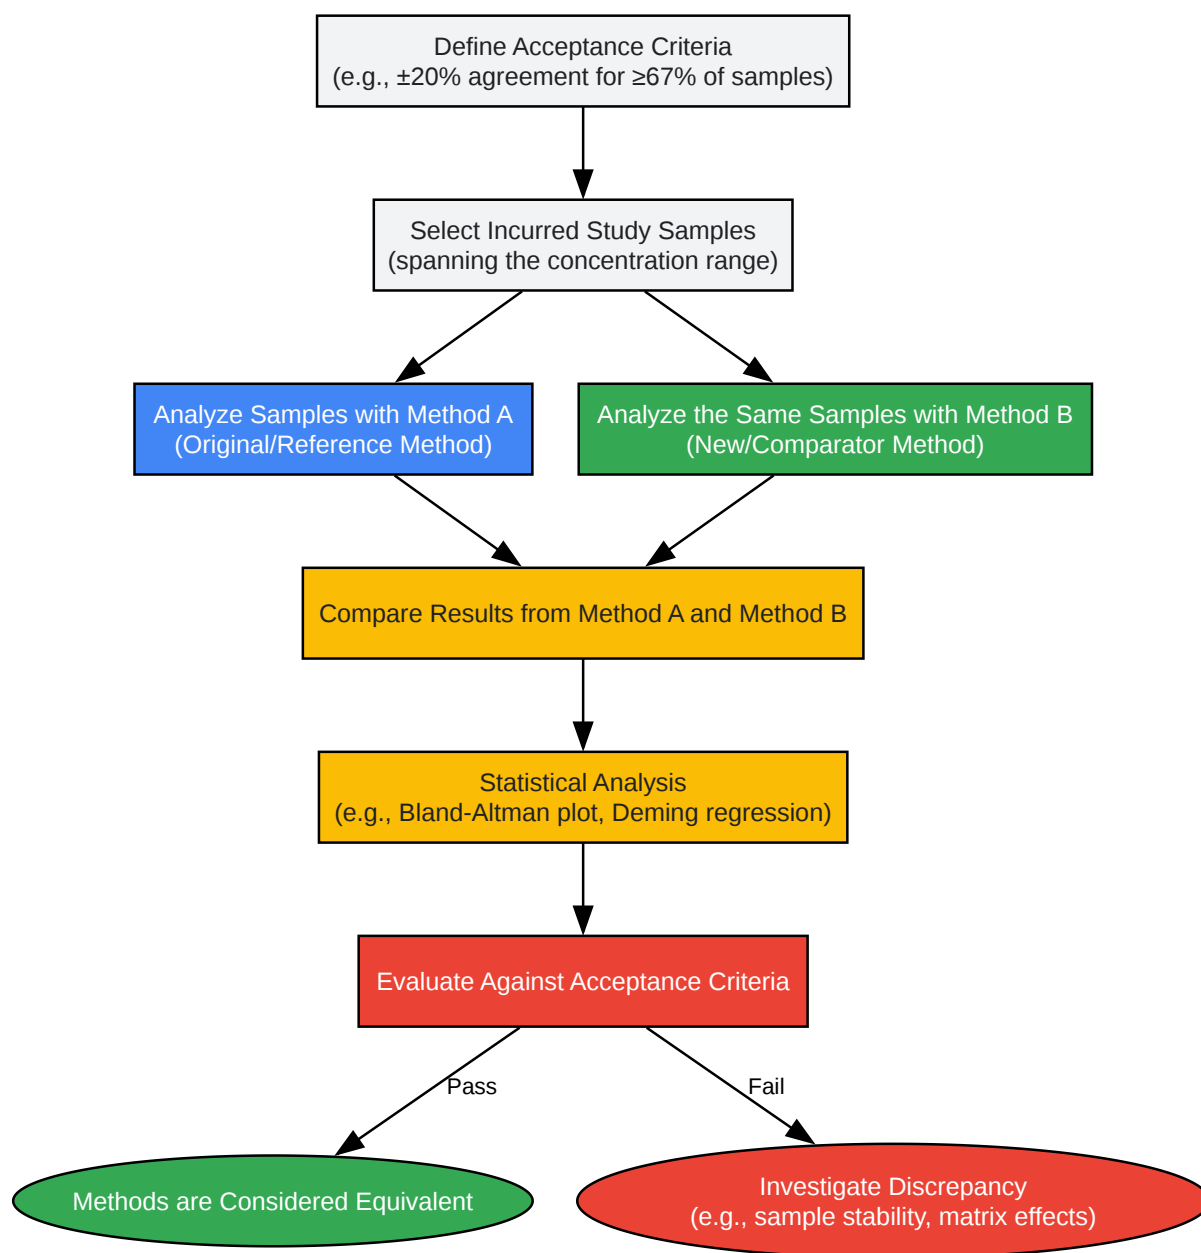 Define Acceptance Criteria
(e.g., ±20% agreement for ≥67% of samples)
Select Incurred Study Samples
(spanning the concentration range)
Analyze Samples with Method A
(Original/Reference Method)
Analyze the Same Samples with Method B
(New/Comparator Method)
Compare Results from Method A and Method B
Statistical Analysis
(e.g., Bland-Altman plot, Deming regression)
Evaluate Against Acceptance Criteria
Pass
Fail
Methods are Considered Equivalent
Investigate Discrepancy
(e.g., sample stability, matrix effects)